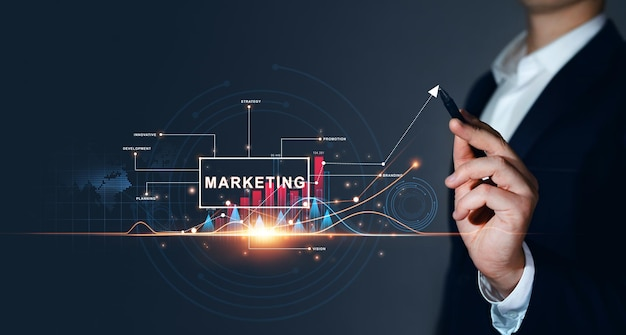 STRATEGY
INNOVATIVE
PROMOTION
DEVELOPMENT
BRANDING
MARKETING
PLANNING
VISION